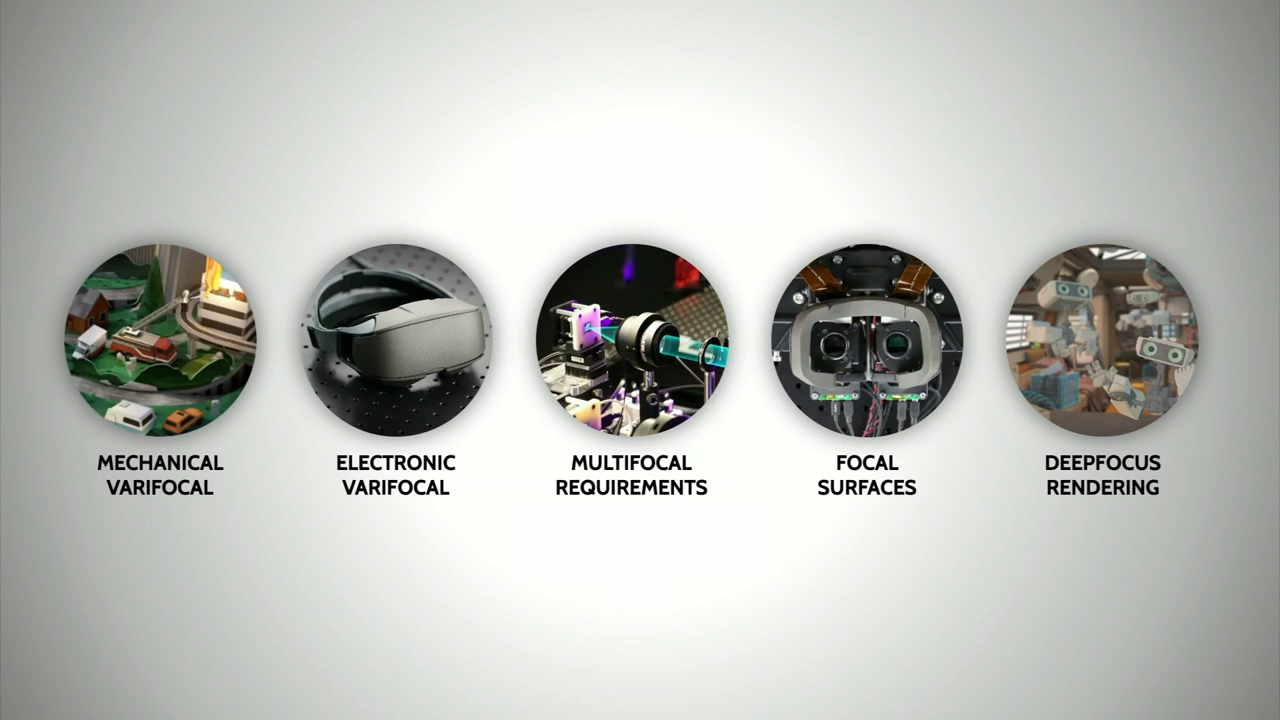 MECHANICAL
VARIFOCAL
ELECTRONIC
VARIFOCAL
MULTIFOCAL
REQUIREMENTS
FOCAL
SURFACES
DEEPFOCUS
RENDERING